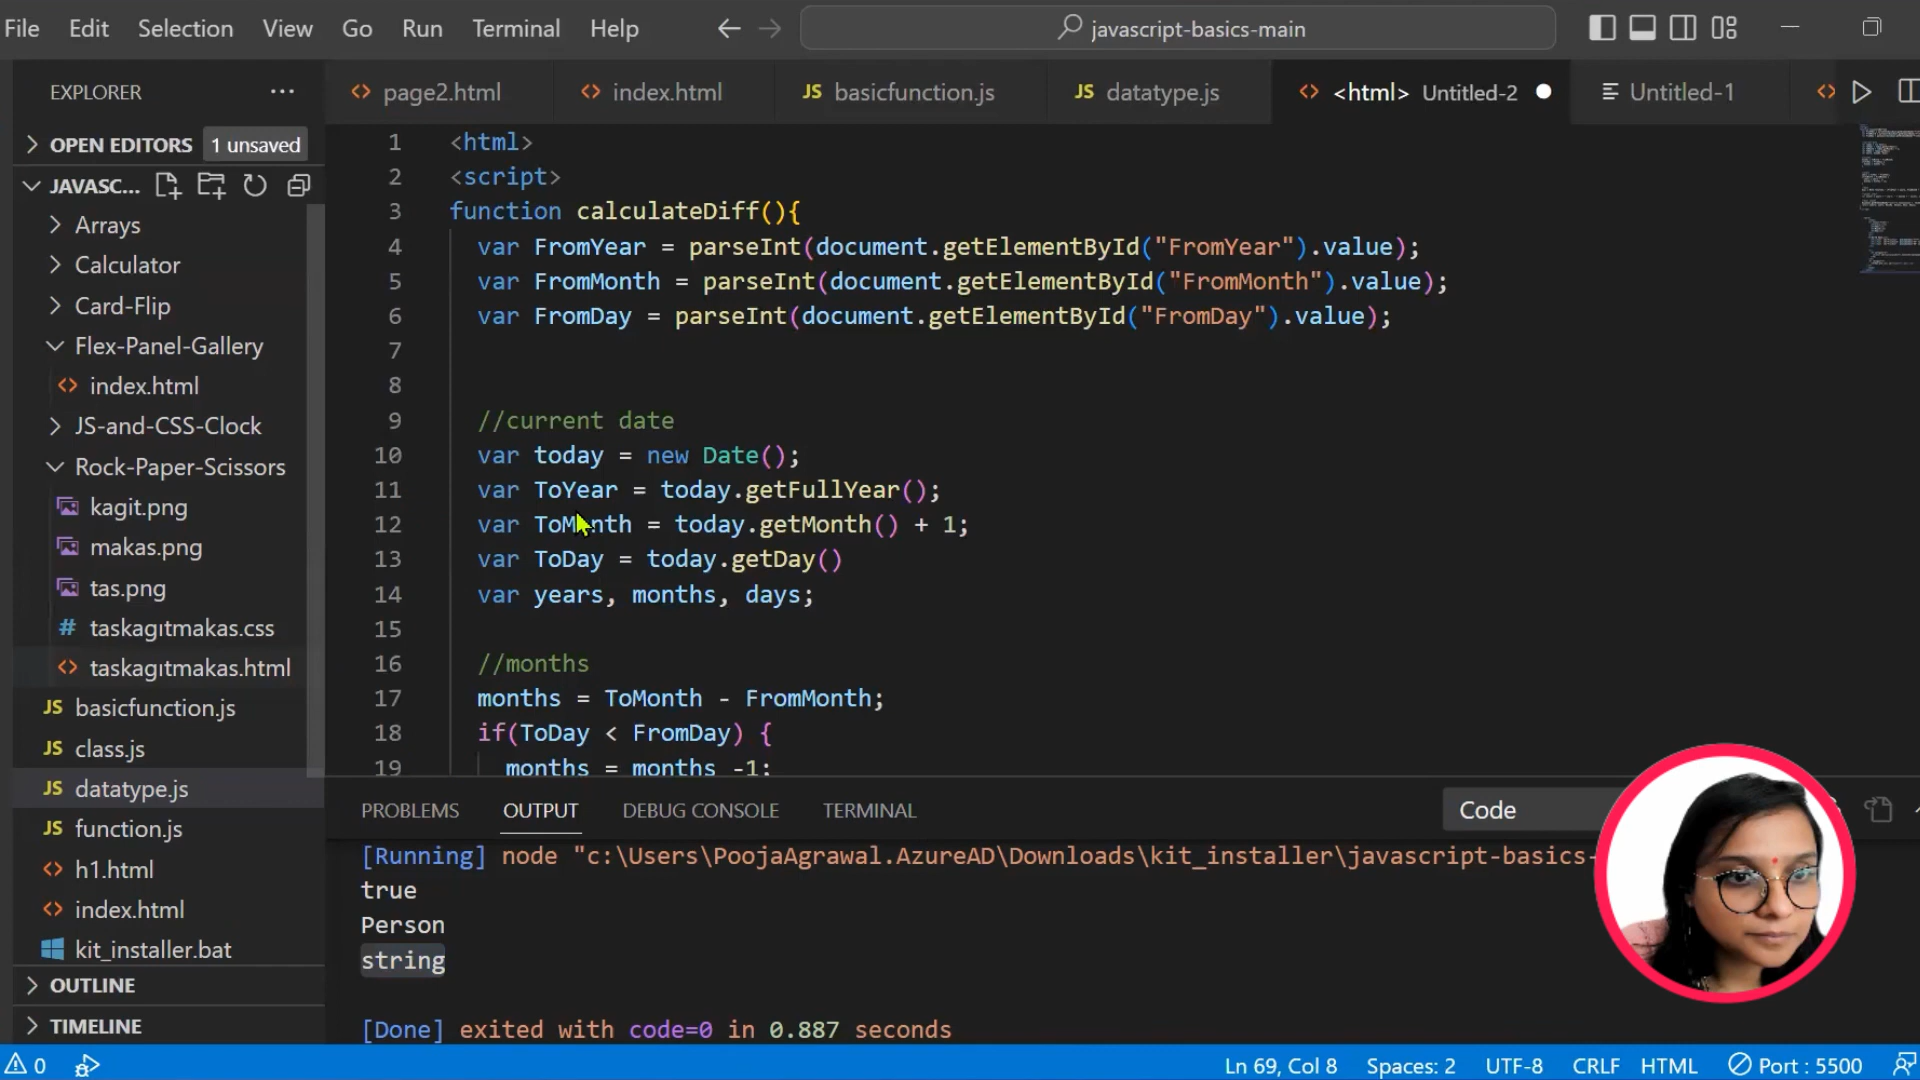 File Edit Selection View Go Run Terminal Help javascript-basics-main
EXPLORER ...
page2.html index.html JS basicfunction.js JS datatype.js <html> Untitled-2 Untitled-1
OPEN EDITORS 1 unsaved
JAVASC...
Arrays
Calculator
Card-Flip
Flex-Panel-Gallery
index.html
JS-and-CSS-Clock
Rock-Paper-Scissors
kagit.png
makas.png
tas.png
# taskagıtmakas.css
taskagıtmakas.html
JS basicfunction.js
JS class.js
JS datatype.js
JS function.js
h1.html
index.html
kit_installer.bat
OUTLINE
TIMELINE
1 <html>
2 <script>
3 function calculateDiff(){
4 var FromYear = parseInt(document.getElementById("FromYear").value);
5 var FromMonth = parseInt(document.getElementById("FromMonth").value);
6 var FromDay = parseInt(document.getElementById("FromDay").value);
7
8
9 //current date
10 var today = new Date();
11 var ToYear = today.getFullYear();
12 var ToMonth = today.getMonth() + 1;
13 var ToDay = today.getDay()
14 var years, months, days;
15
16 //months
17 months = ToMonth - FromMonth;
18 if(ToDay < FromDay) {
19 months = months -1;
PROBLEMS OUTPUT DEBUG CONSOLE TERMINAL Code
[Running] node "c:\Users\PoojaAgrawal.AzureAD\Downloads\kit_installer\javascript-basics-
true
Person
string
[Done] exited with code=0 in 0.887 seconds
0 Ln 69, Col 8 Spaces: 2 UTF-8 CRLF HTML Port : 5500